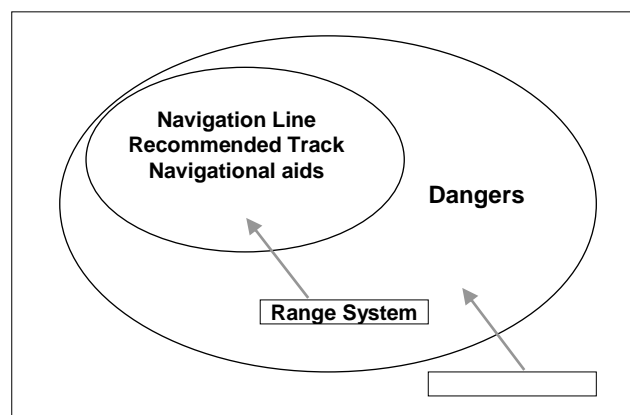 Navigation Line
Recommended Track
Navigational aids
Dangers
Range System